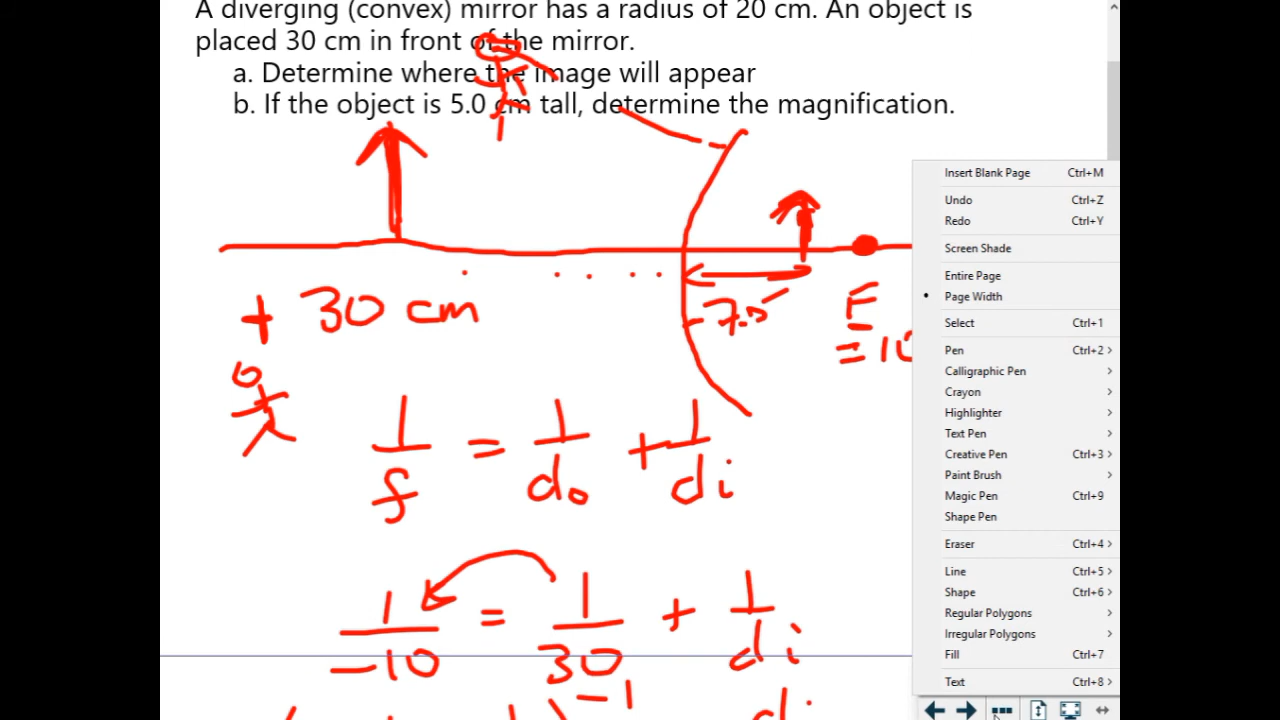 A diverging (convex) mirror has a radius of 20 cm. An object is
placed 30 cm in front of the mirror.
a. Determine where the image will appear
b. If the object is 5.0 cm tall, determine the magnification.
+ 30 cm
-7.5
F
= 10
1/f = 1/do + 1/di
1/-10 = 1/30 + 1/di
-1
di
Insert Blank Page Ctrl+M
Undo Ctrl+Z
Redo Ctrl+Y
Screen Shade
Entire Page
Page Width
Select Ctrl+1
Pen Ctrl+2
Calligraphic Pen
Crayon
Highlighter
Text Pen
Creative Pen Ctrl+3
Paint Brush
Magic Pen Ctrl+9
Shape Pen
Eraser Ctrl+4
Line Ctrl+5
Shape Ctrl+6
Regular Polygons
Irregular Polygons
Fill Ctrl+7
Text Ctrl+8